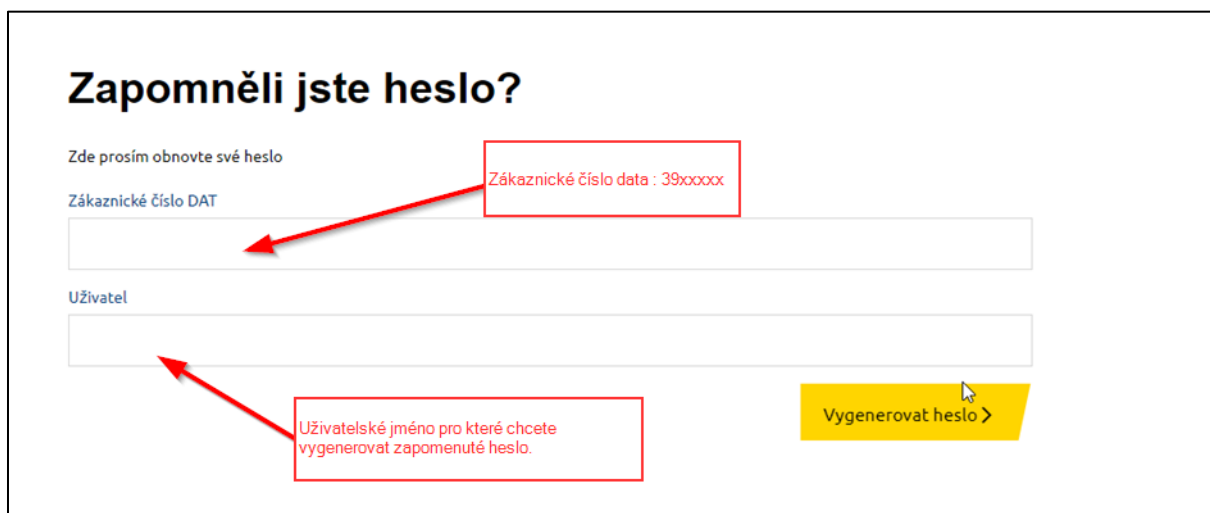 Zapomněli jste heslo?
Zde prosím obnovte své heslo
Zákaznické číslo data : 39xxxxx
Zákaznické číslo DAT
Uživatel
Uživatelské jméno pro které chcete
vygenerovat zapomenuté heslo.
Vygenerovat heslo